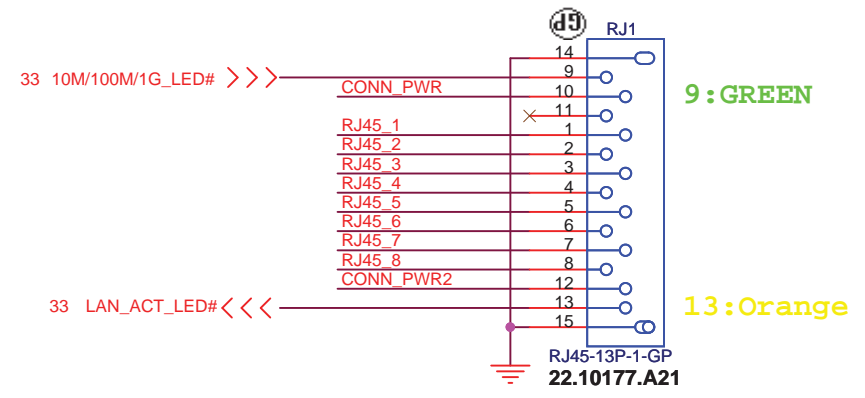 GP
RJ1
14
33 10M/100M/1G_LED# 9
CONN_PWR 10
9:GREEN
11
RJ45_1 1
RJ45_2 2
RJ45_3 3
RJ45_4 4
RJ45_5 5
RJ45_6 6
RJ45_7 7
RJ45_8 8
CONN_PWR2 12
33 LAN_ACT_LED# 13
13:Orange
15
RJ45-13P-1-GP
22.10177.A21